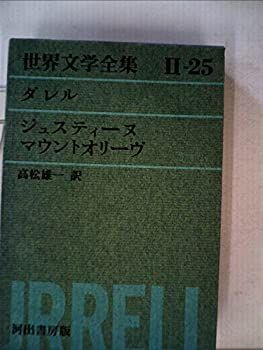 世界文学全集 II-25
ダレル
ジュスティーヌ
マウントオリーヴ
高松雄一 訳
河出書房版